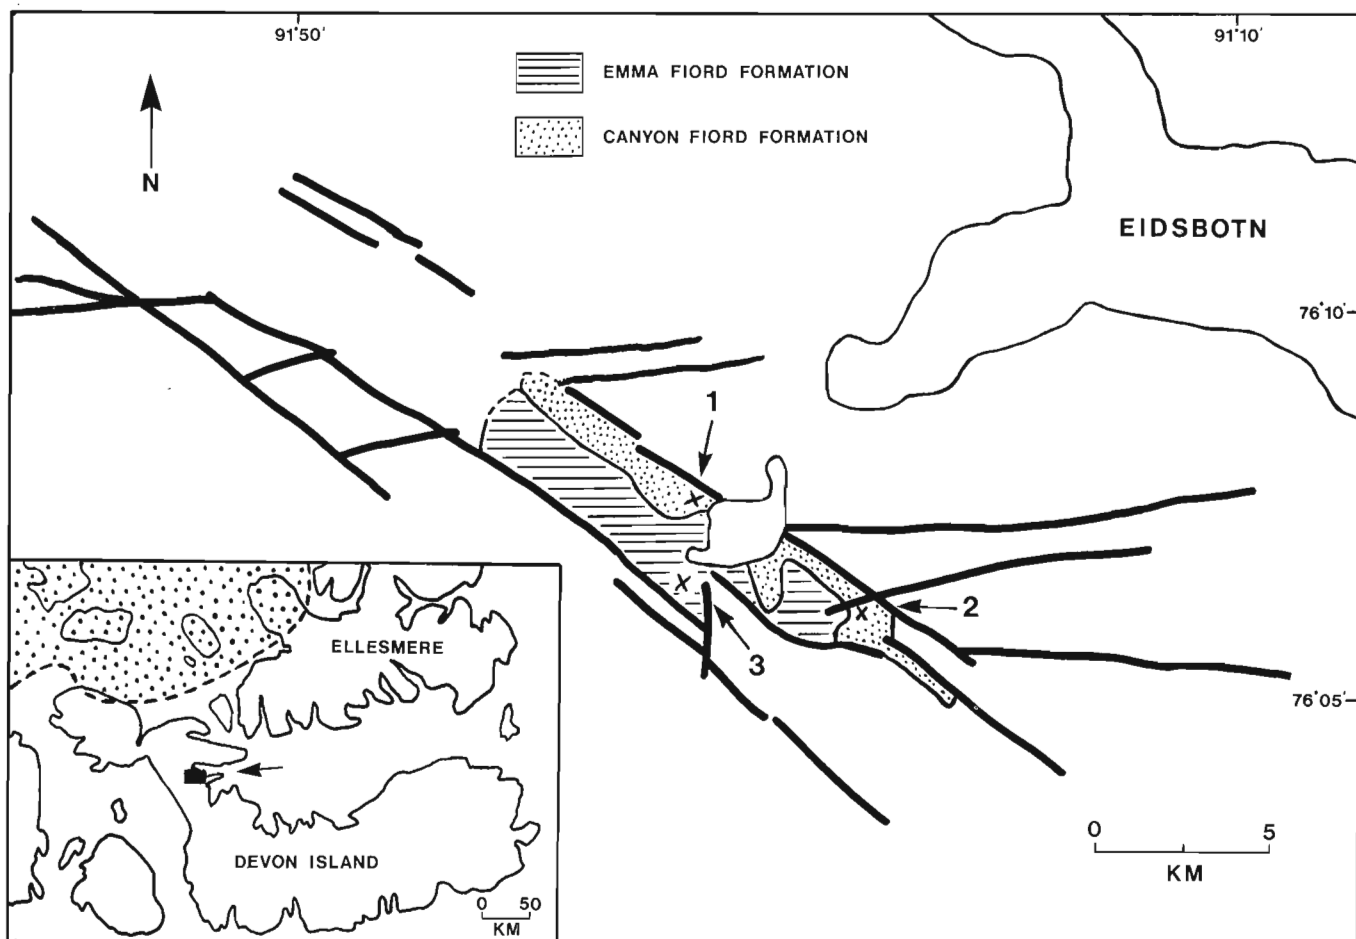 91°50'
91°10'
EMMA FIORD FORMATION
CANYON FIORD FORMATION
N
EIDSBOTN
76°10'
1
2
3
76°05'
ELLESMERE
DEVON ISLAND
0 50
KM
0 5
KM